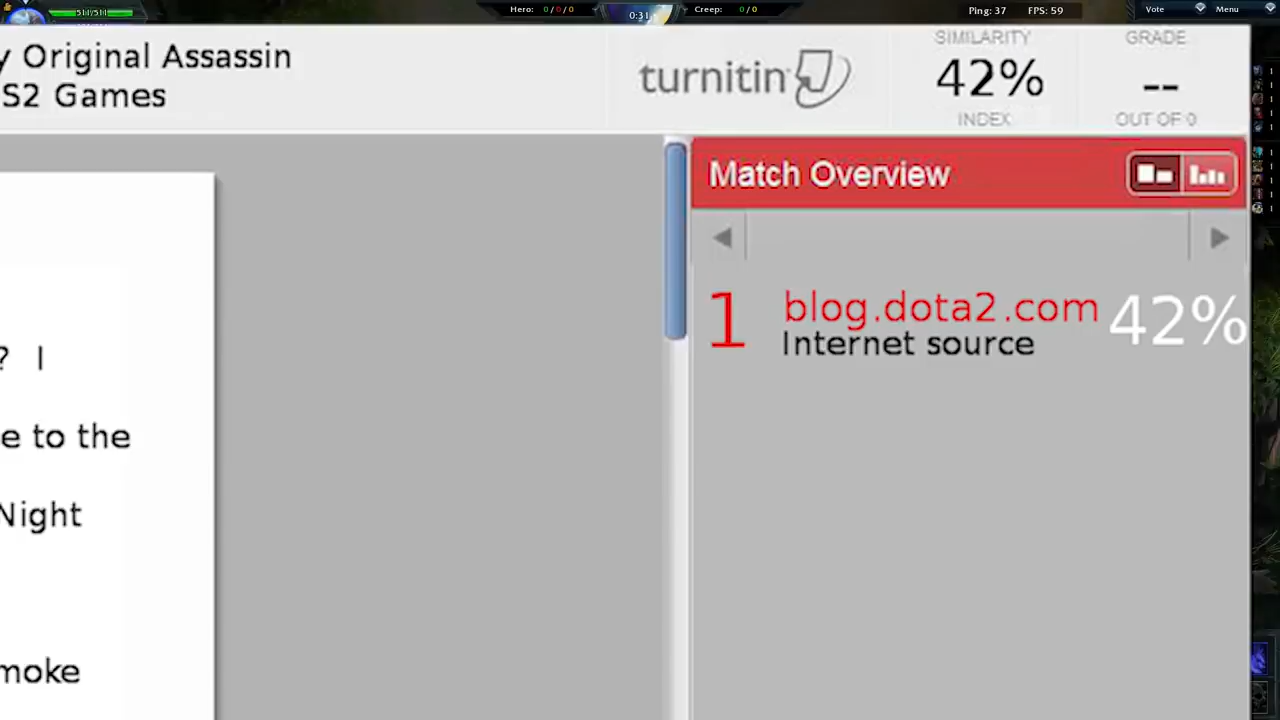 511/511
Hero: 0/0/0
0:31
Creep: 0/0
Ping: 37
FPS: 59
Vote
Menu
y Original Assassin
S2 Games
turnitin
SIMILARITY
42%
INDEX
GRADE
--
OUT OF 0
Match Overview
1 blog.dota2.com 42%
Internet source
? I
e to the
Night
moke